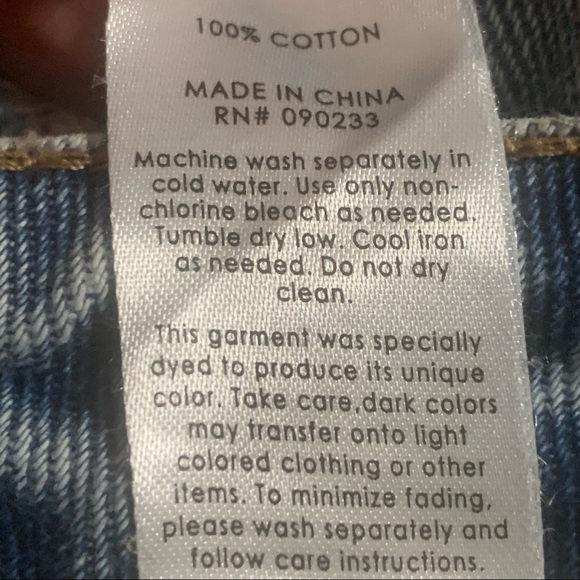 100% COTTON
MADE IN CHINA
RN# 090233
Machine wash separately in
cold water. Use only non-
chlorine bleach as needed.
Tumble dry low. Cool iron
as needed. Do not dry
clean.
This garment was specially
dyed to produce its unique
color. Take care,dark colors
may transfer onto light
colored clothing or other
items. To minimize fading,
please wash separately and
follow care instructions.